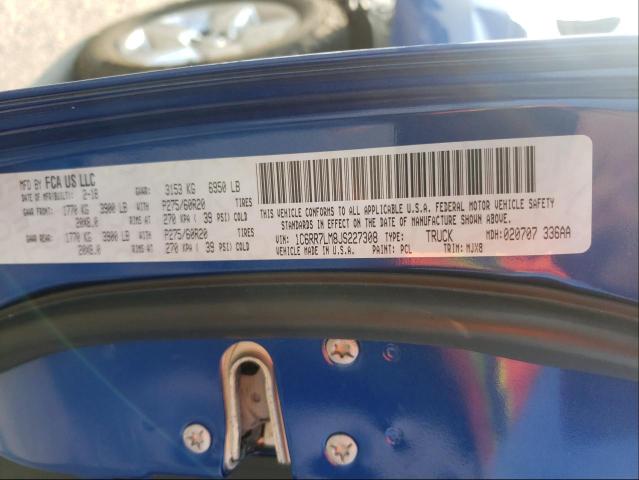 MFD BY FCA US LLC
DATE OF MFR/BUILT: 2-18 GVWR: 3153 KG 6950 LB
GAWR FRONT: 1770 KG 3900 LB P275/60R20 TIRES
20X8.0 RIMS AT 270 KPA ( 39 PSI) COLD
GAWR REAR: 1770 KG 3900 LB P275/60R20 TIRES
20X8.0 RIMS AT 270 KPA ( 39 PSI) COLD
THIS VEHICLE CONFORMS TO ALL APPLICABLE U.S.A. FEDERAL MOTOR VEHICLE SAFETY
STANDARDS IN EFFECT ON THE DATE OF MANUFACTURE SHOWN ABOVE.
VIN: 1C6RR7LM8JS227308 TYPE: TRUCK MDH: 020707 336AA
VEHICLE MADE IN U.S.A. PAINT: PCL TRIM: MJX8